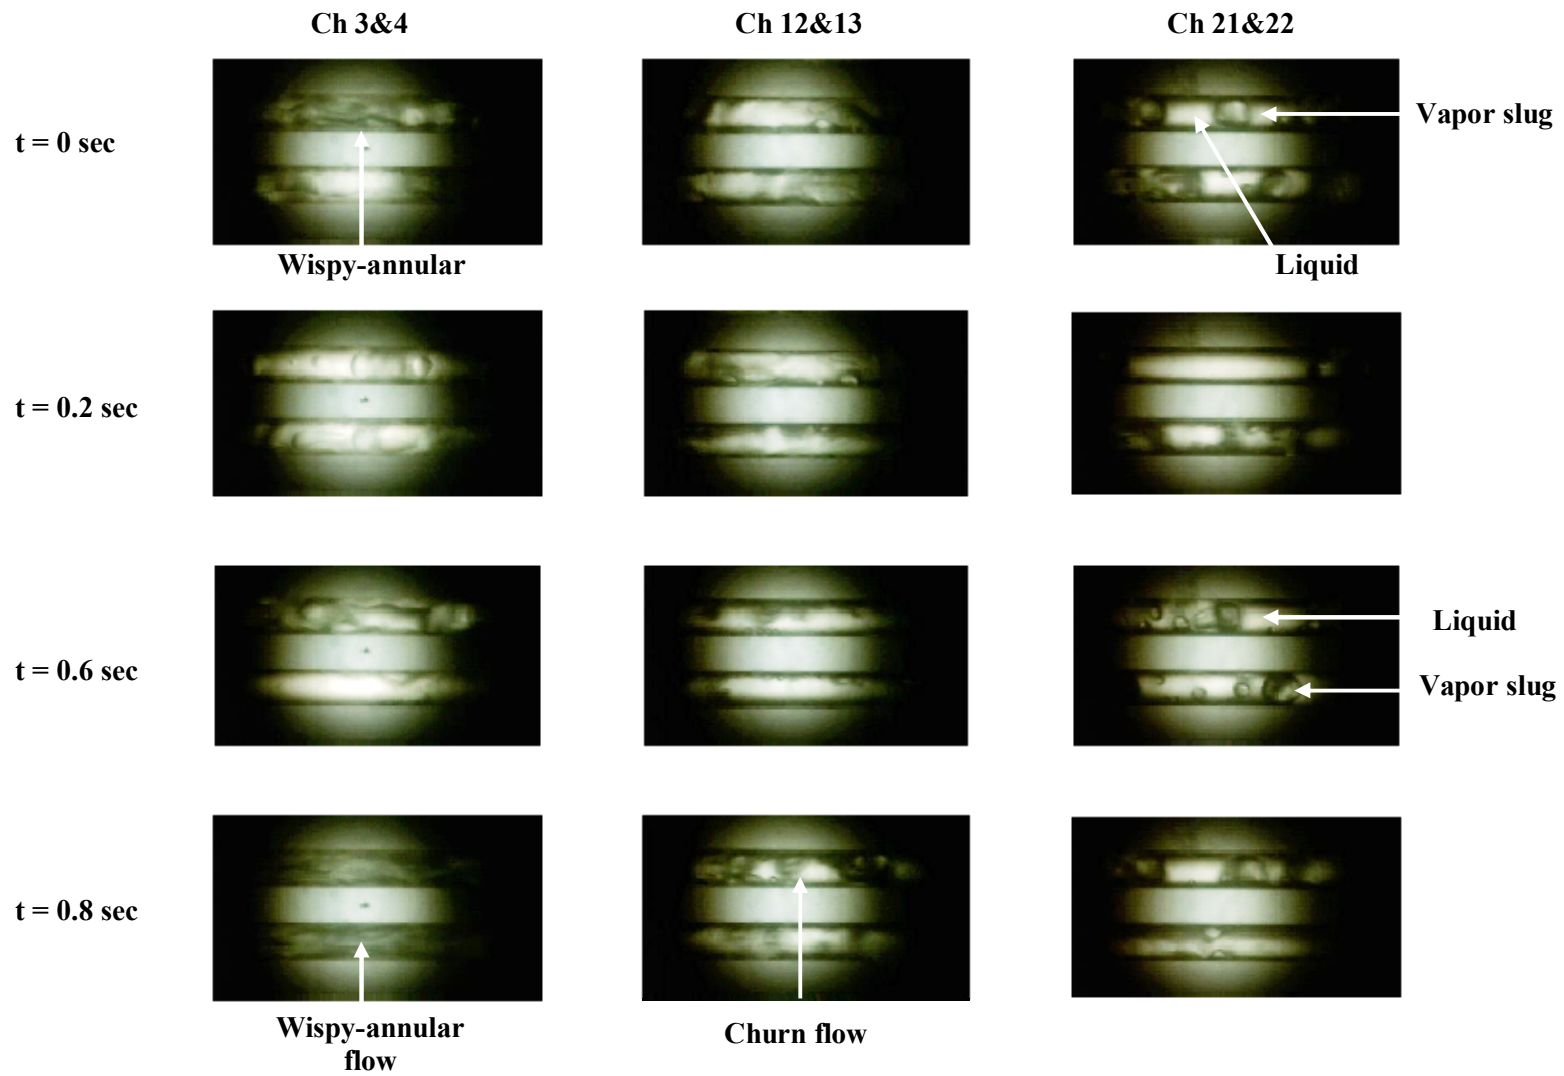 Ch 3&4
Ch 12&13
Ch 21&22
t = 0 sec
Vapor slug
Wispy-annular
Liquid
t = 0.2 sec
t = 0.6 sec
Liquid
Vapor slug
t = 0.8 sec
Wispy-annular
flow
Churn flow